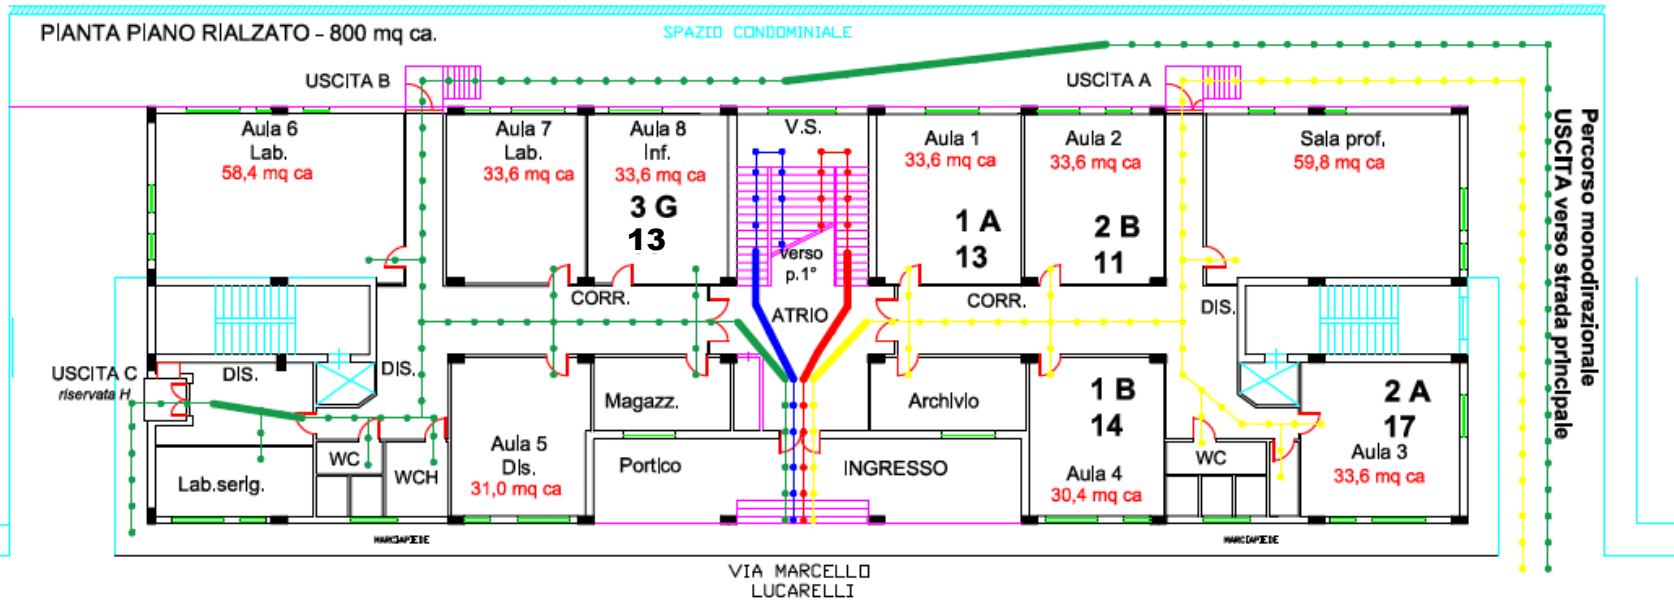 PIANTA PIANO RIALZATO - 800 mq ca.
SPAZIO CONDOMINIALE
USCITA B
USCITA A
Aula 6
Lab.
58,4 mq ca
Aula 7
Lab.
33,6 mq ca
Aula 8
Inf.
33,6 mq ca
3 G
13
V.S.
Aula 1
33,6 mq ca
1 A
13
Aula 2
33,6 mq ca
2 B
11
Sala prof.
59,8 mq ca
Percorso monodirezionale
USCITA verso strada principale
verso
p.1°
CORR.
ATRIO
CORR.
DIS.
USCITA C
riservata H
DIS.
DIS.
Magazz.
Archivio
1 B
14
Aula 4
30,4 mq ca
2 A
17
Aula 3
33,6 mq ca
Aula 5
Dis.
31,0 mq ca
WC
WCH
Lab.serig.
Portico
INGRESSO
WC
MARCIAPIEDE
MARCIAPIEDE
VIA MARCELLO
LUCARELLI